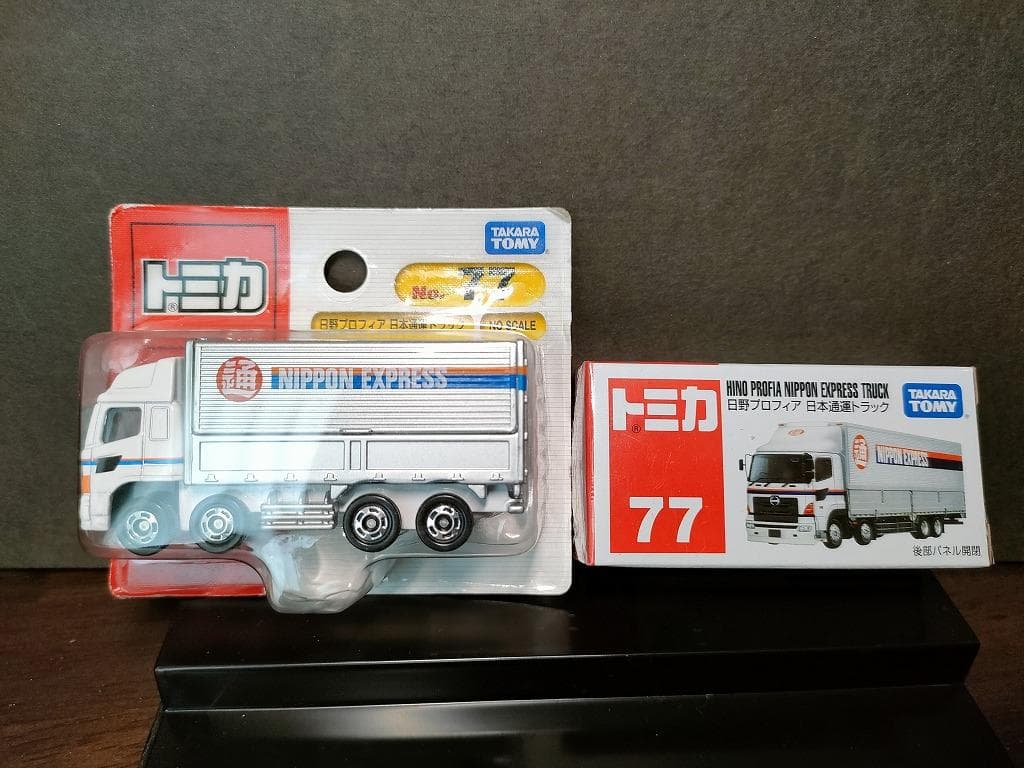 TAKARA
TOMY
トミカ
®
No. 77
日野プロフィア 日本通運トラック
NO SCALE
通 NIPPON EXPRESS
トミカ
®
HINO PROFIA NIPPON EXPRESS TRUCK
日野プロフィア 日本通運トラック
TAKARA
TOMY
通 NIPPON EXPRESS
77
後部パネル開閉